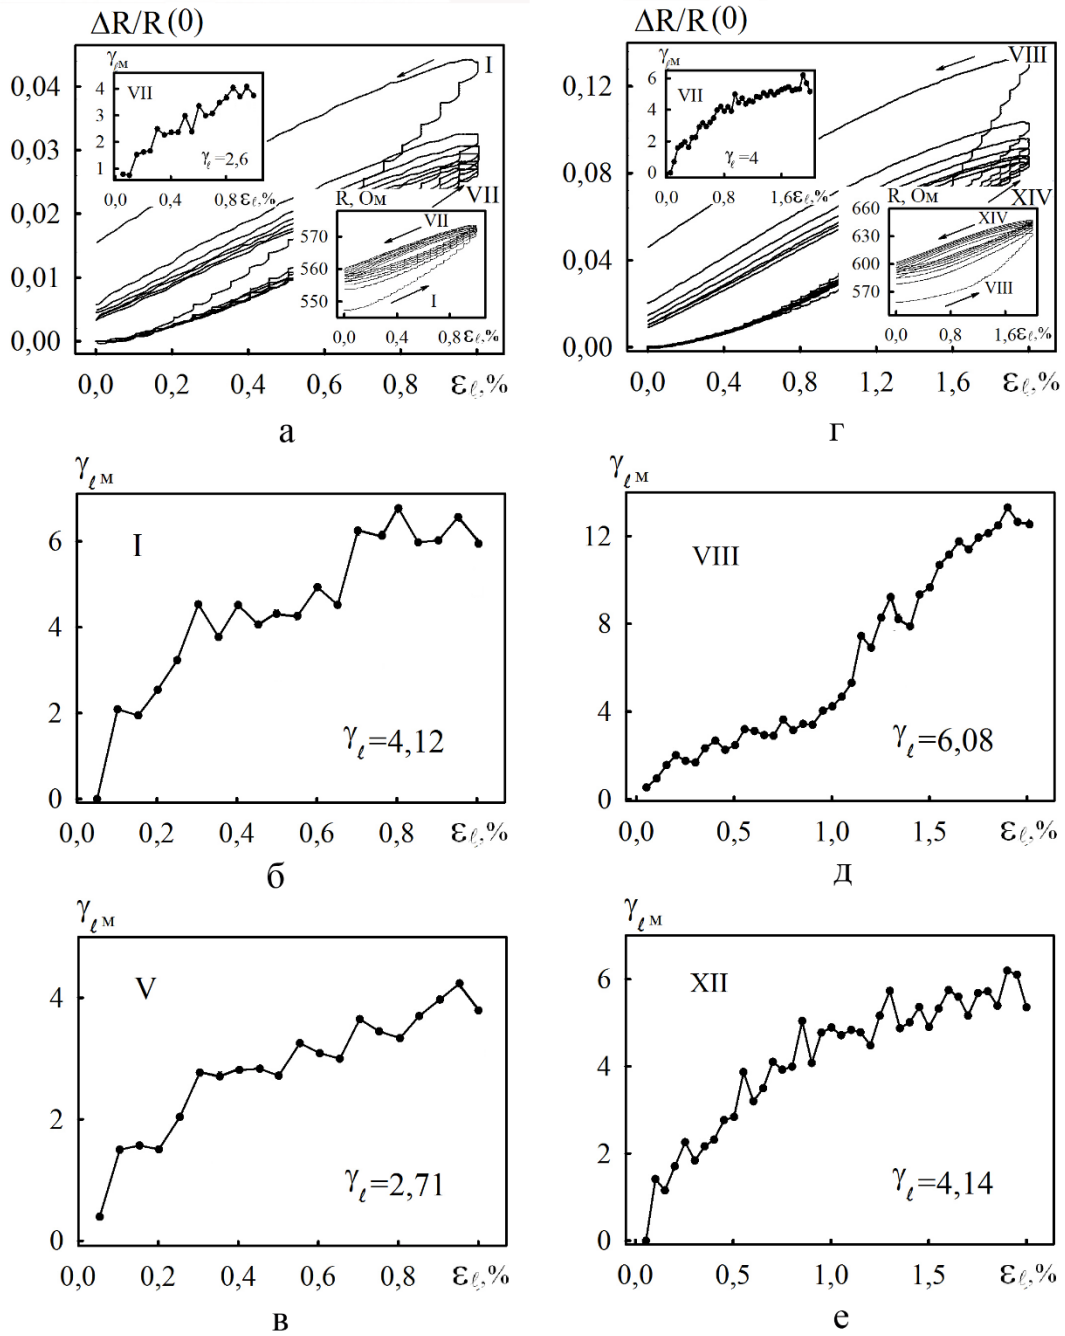 ΔR/R(0)
0,04
0,03
0,02
0,01
0,00
0,0 0,2 0,4 0,6 0,8 εℓ,%
I
VII
γℓм
VII
4
3
2
1
γℓ=2,6
0,0 0,4 0,8 εℓ,%
R, Ом
570
560
550
VII
I
0,0 0,4 0,8 εℓ,%
а
ΔR/R(0)
0,12
0,08
0,04
0,00
0,0 0,4 0,8 1,2 1,6 εℓ,%
VIII
XIV
γℓм
VII
6
4
2
0
γℓ=4
0,0 0,8 1,6 εℓ,%
R, Ом
660
630
600
570
XIV
VIII
0,0 0,8 1,6 εℓ,%
г
γℓм
I
6
4
2
0
γℓ=4,12
0,0 0,2 0,4 0,6 0,8 εℓ,%
б
γℓм
VIII
12
8
4
0
γℓ=6,08
0,0 0,5 1,0 1,5 εℓ,%
д
γℓм
V
4
2
0
γℓ=2,71
0,0 0,2 0,4 0,6 0,8 εℓ,%
в
γℓм
XII
6
4
2
0
γℓ=4,14
0,0 0,5 1,0 1,5 εℓ,%
е